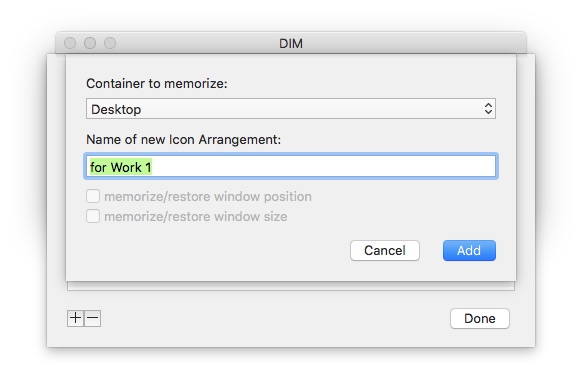 DIM
Container to memorize:
Desktop
Name of new Icon Arrangement:
for Work 1
memorize/restore window position
memorize/restore window size
Cancel Add
Done